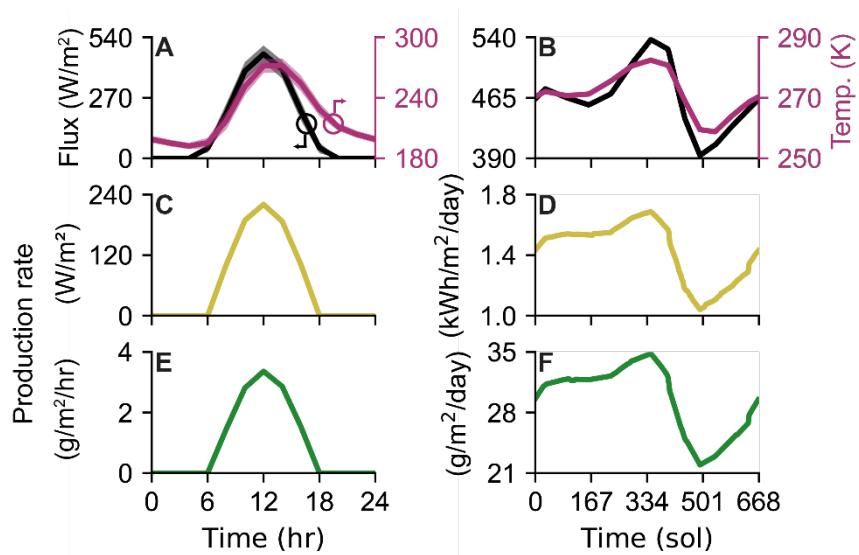 A
Flux (W/m²)
540
270
0
300
240
180
B
540
465
390
290
270
250
Temp. (K)
Production rate
C
(W/m²)
240
120
0
D
(kWh/m²/day)
1.8
1.4
1.0
E
(g/m²/hr)
4
2
0
0 6 12 18 24
Time (hr)
F
(g/m²/day)
35
28
21
0 167 334 501 668
Time (sol)